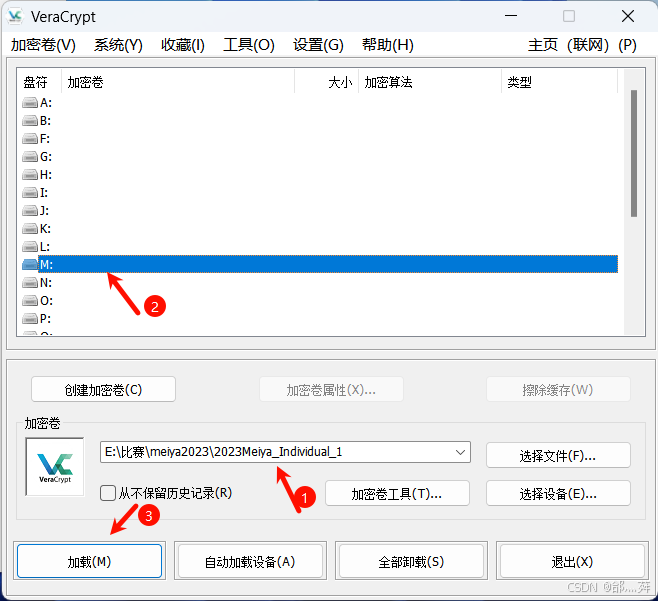 VeraCrypt
加密卷(V) 系统(Y) 收藏(I) 工具(O) 设置(G) 帮助(H) 主页 (联网) (P)
盘符 加密卷 大小 加密算法 类型
A:
B:
F:
G:
H:
I:
J:
K:
L:
M:
N:
2
O:
P:
创建加密卷(C) 加密卷属性(X)... 擦除缓存(W)
加密卷
VeraCrypt
E:\比赛\meiya2023\2023Meiya_Individual_1
选择文件(F)...
从不保留历史记录(R)
1
加密卷工具(T)... 选择设备(E)...
3
加载(M) 自动加载设备(A) 全部卸载(S) 退出(X)
CSDN @部....萍